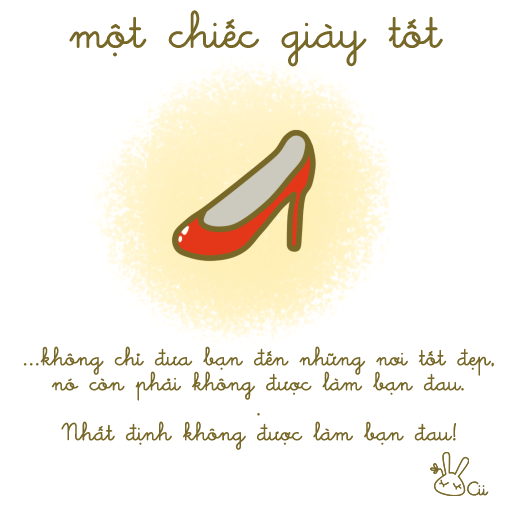 một chiếc giày tốt
...không chỉ đưa bạn đến những nơi tốt đẹp,
nó còn phải không được làm bạn đau.
.
Nhất định không được làm bạn đau!
Cii